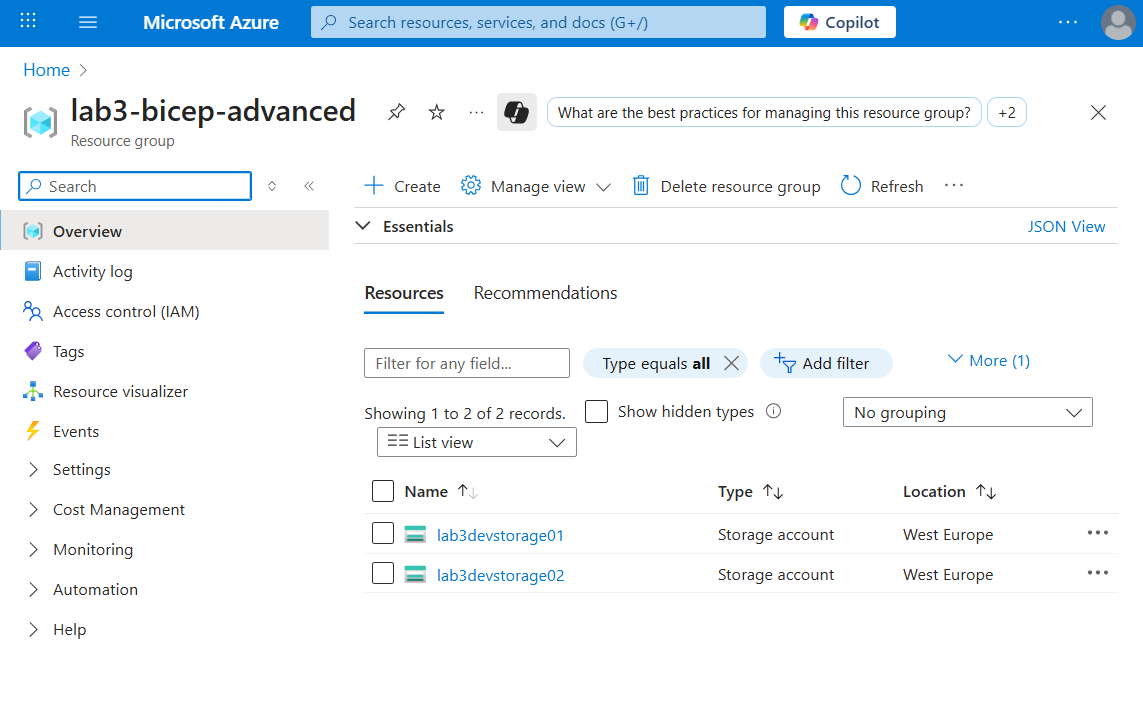 Microsoft Azure
Search resources, services, and docs (G+/)
Copilot
Home
lab3-bicep-advanced
Resource group
What are the best practices for managing this resource group?
+2
Search
Create
Manage view
Delete resource group
Refresh
Overview
Activity log
Access control (IAM)
Tags
Resource visualizer
Events
Settings
Cost Management
Monitoring
Automation
Help
Essentials
JSON View
Resources
Recommendations
Filter for any field...
Type equals all
Add filter
More (1)
Showing 1 to 2 of 2 records.
Show hidden types
No grouping
List view
Name
Type
Location
lab3devstorage01
Storage account
West Europe
lab3devstorage02
Storage account
West Europe